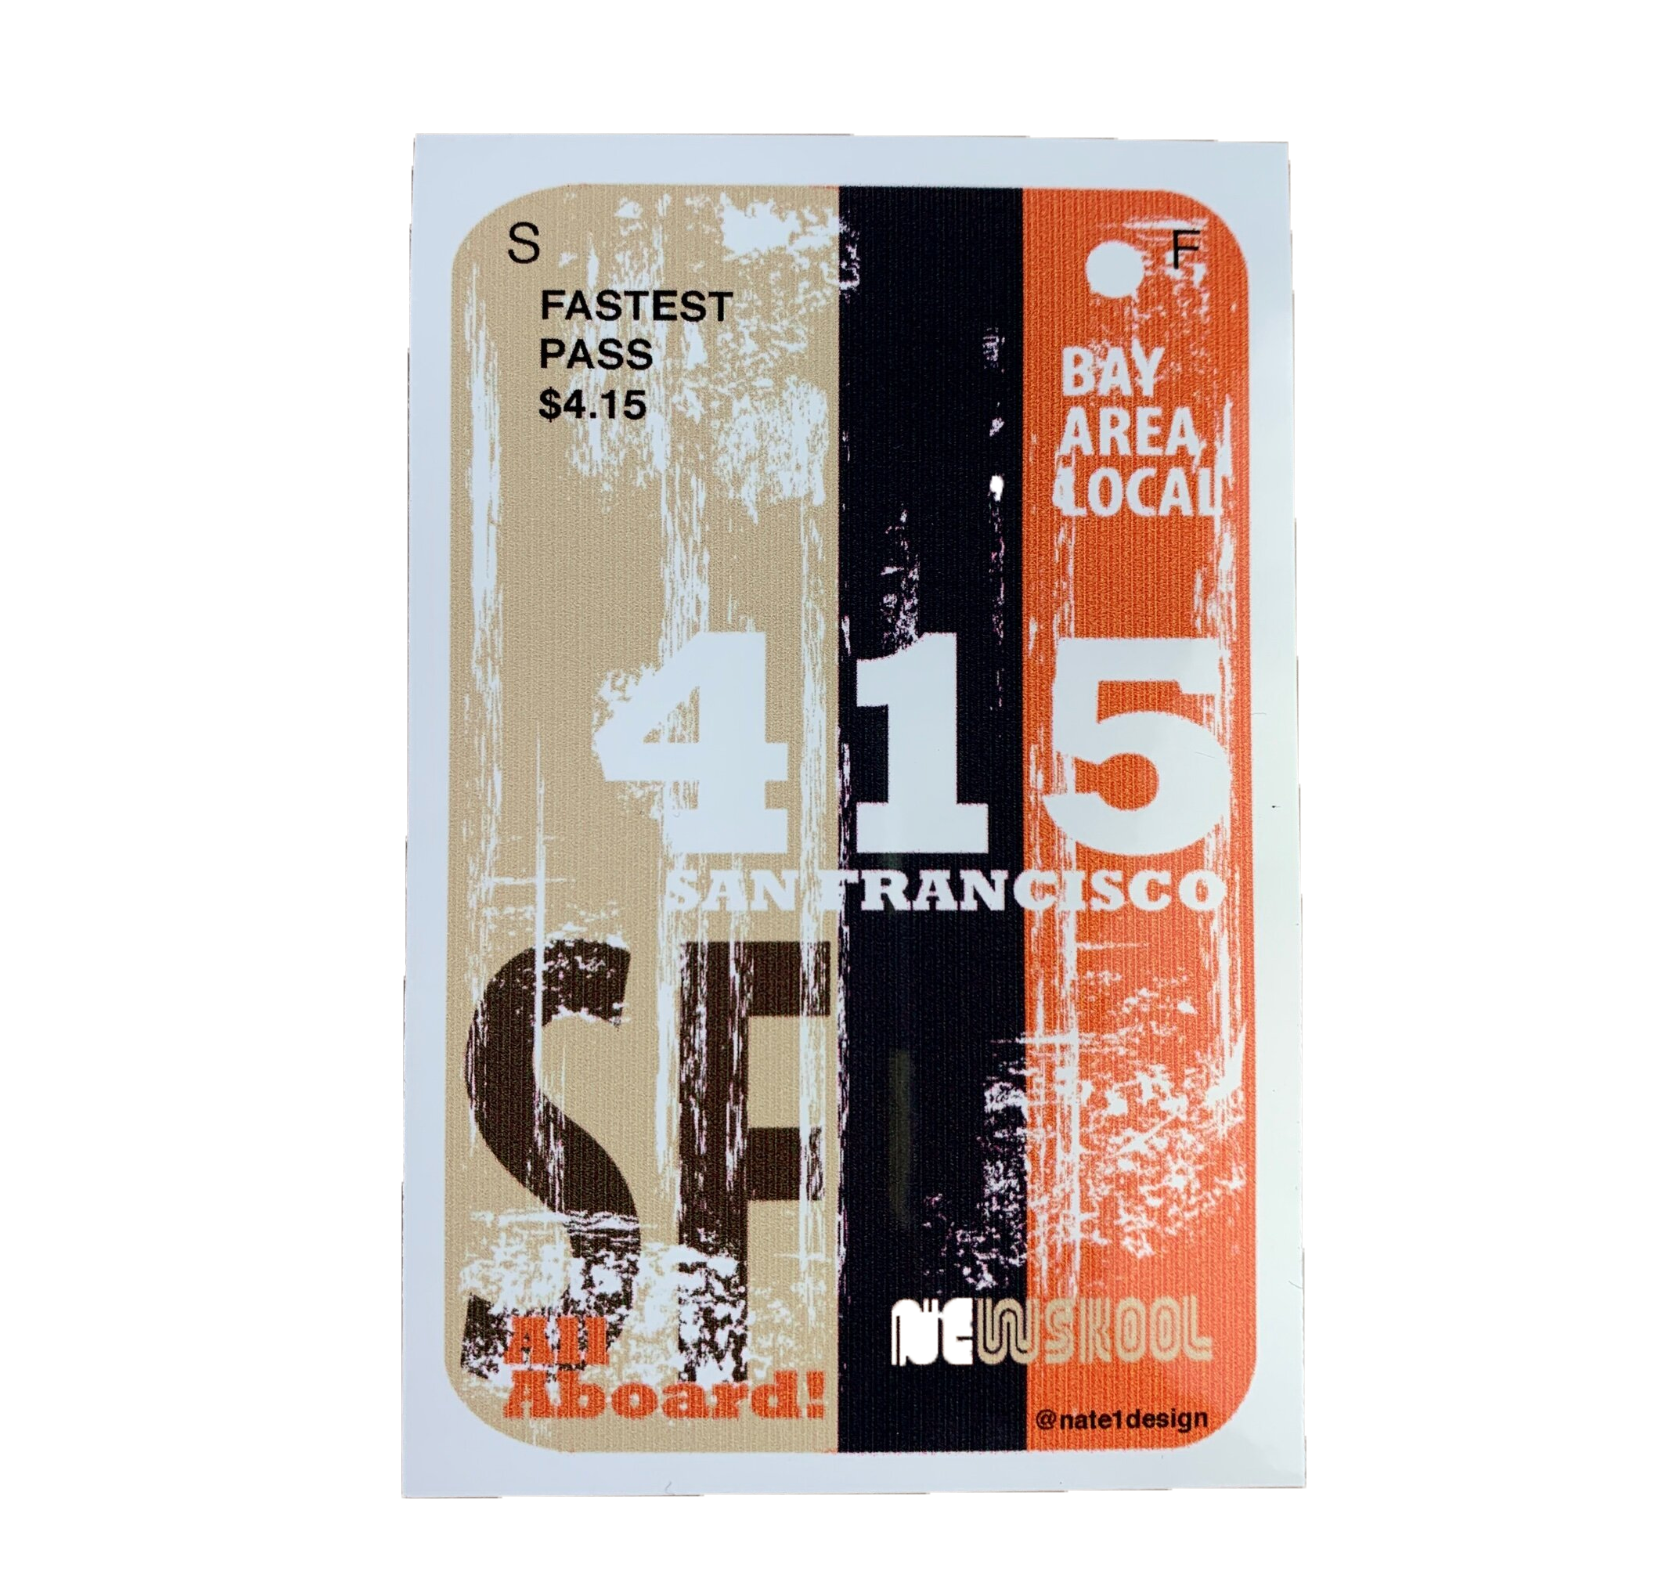 S F
FASTEST
PASS
$4.15
BAY
AREA
LOCAL
415
SAN FRANCISCO
SF
All
Aboard!
NEWSKOOL
@nate1design